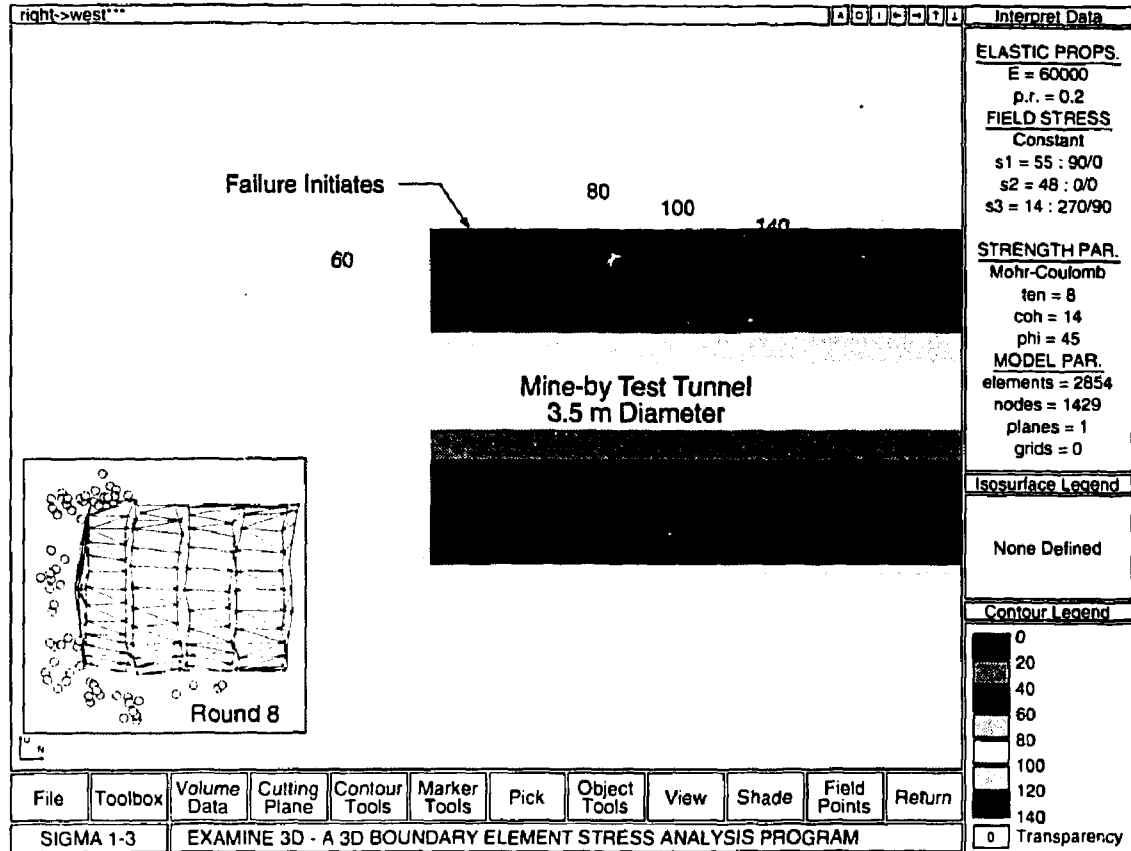 right->west***
A D I ← → ↑ ↓
Interpret Data
ELASTIC PROPS.
E = 60000
p.r. = 0.2
FIELD STRESS
Constant
s1 = 55 : 90/0
s2 = 48 : 0/0
s3 = 14 : 270/90
STRENGTH PAR.
Mohr-Coulomb
ten = 8
coh = 14
phi = 45
MODEL PAR.
elements = 2854
nodes = 1429
planes = 1
grids = 0
Isosurface Legend
None Defined
Contour Legend
0
20
40
60
80
100
120
140
0 Transparency
Failure Initiates
60
80
100
140
Mine-by Test Tunnel
3.5 m Diameter
Round 8
U
N
File
Toolbox
Volume Data
Cutting Plane
Contour Tools
Marker Tools
Pick
Object Tools
View
Shade
Field Points
Return
SIGMA 1-3
EXAMINE 3D - A 3D BOUNDARY ELEMENT STRESS ANALYSIS PROGRAM